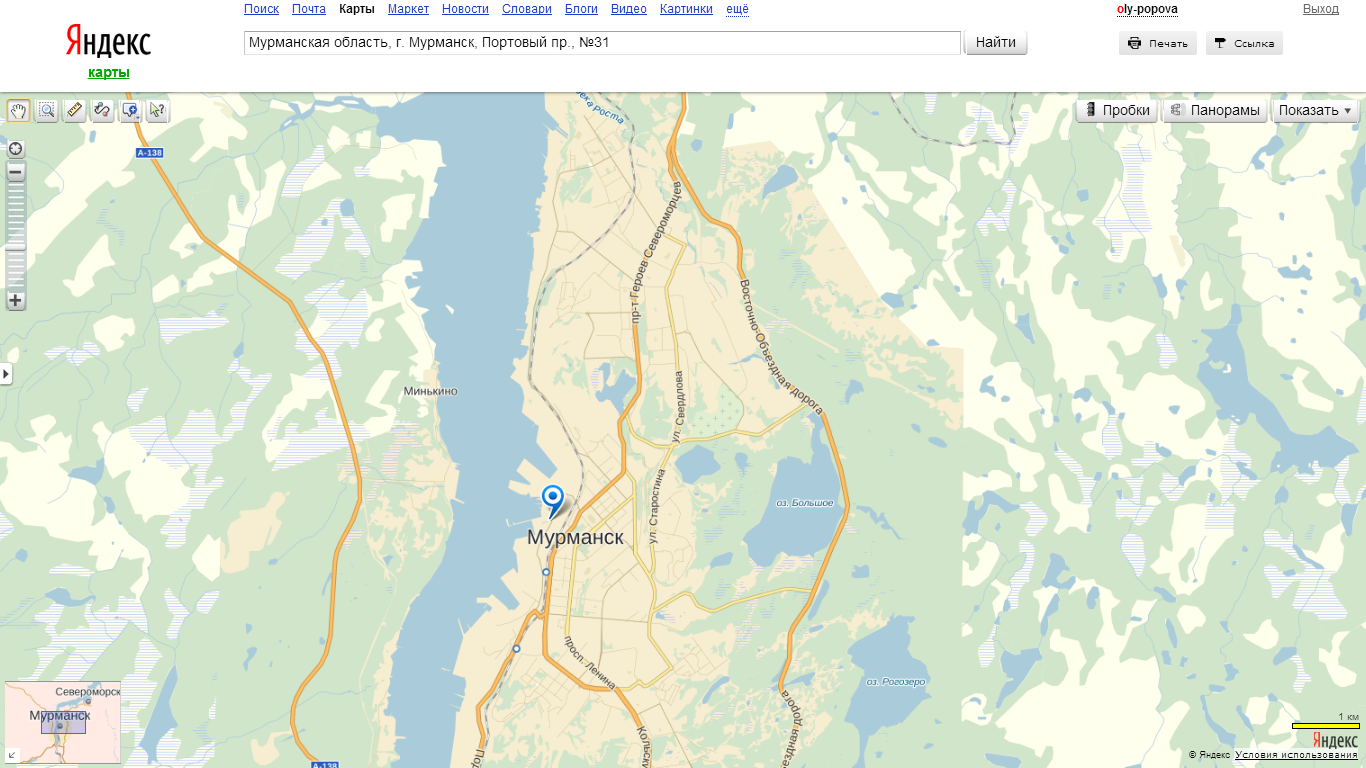 Поиск Почта Карты Маркет Новости Словари Блоги Видео Картинки ещё
oly-popova Выход
Яндекс
карты
Мурманская область, г. Мурманск, Портовый пр., №31
Найти
Печать Ссылка
Пробки Панорамы Показать
А-138
река Роста
пр-т Героев Североморцев
Восточно-Объездная дорога
Минькино
ул. Свердлова
ул. Старостина
оз. Большое
Мурманск
просп. Ленина
оз. Рогозеро
Североморск
Мурманск
1 км
Яндекс
© Яндекс Условия использования
А-138